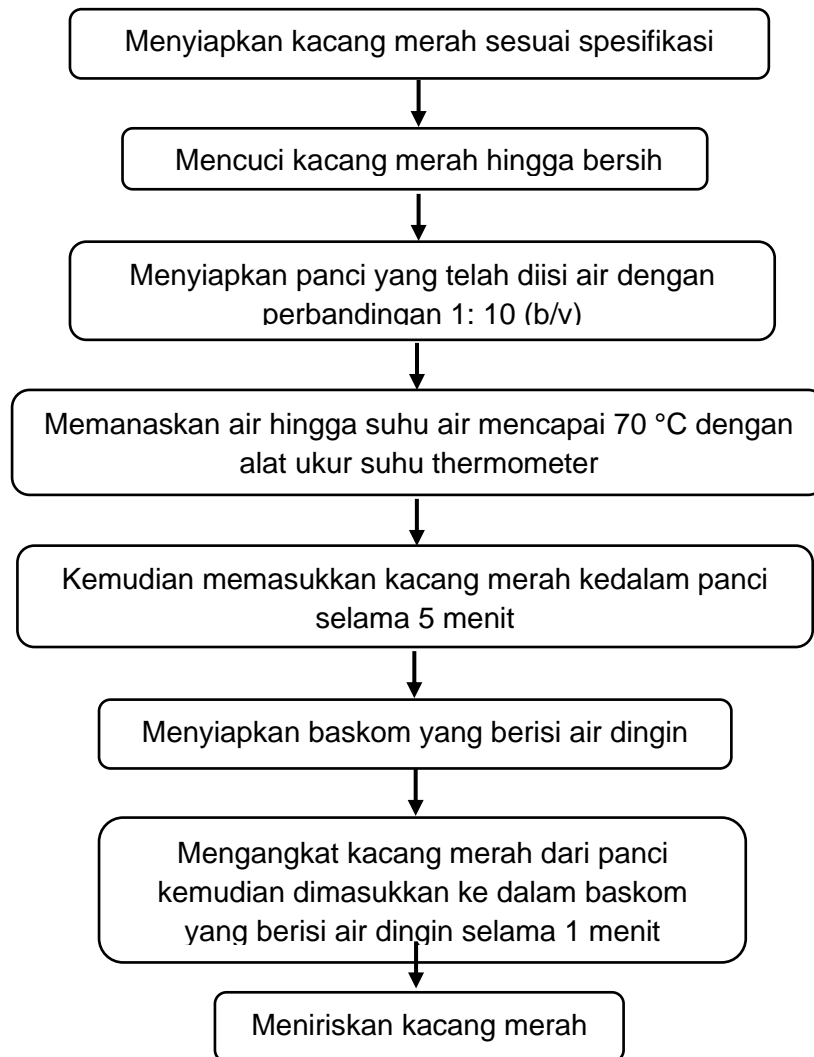 Menyiapkan kacang merah sesuai spesifikasi
Mencuci kacang merah hingga bersih
Menyiapkan panci yang telah diisi air dengan
perbandingan 1: 10 (b/v)
Memanaskan air hingga suhu air mencapai 70 °C dengan
alat ukur suhu thermometer
Kemudian memasukkan kacang merah kedalam panci
selama 5 menit
Menyiapkan baskom yang berisi air dingin
Mengangkat kacang merah dari panci
kemudian dimasukkan ke dalam baskom
yang berisi air dingin selama 1 menit
Meniriskan kacang merah